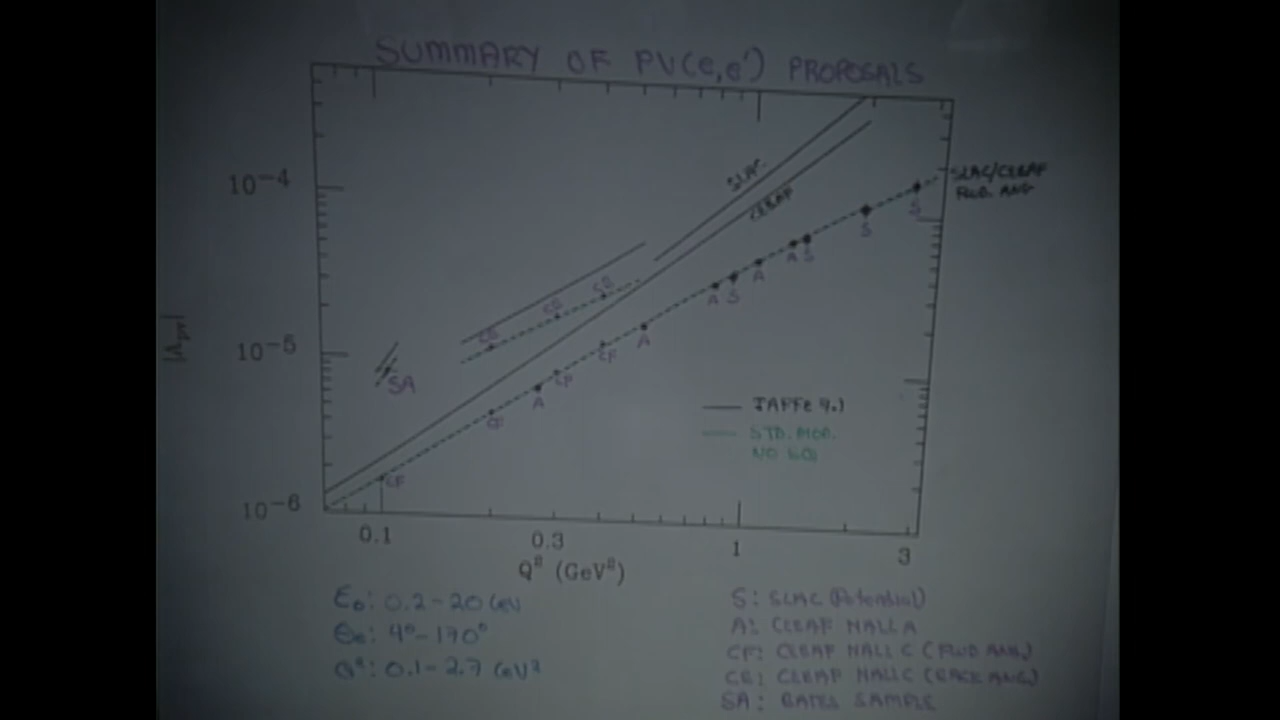 SUMMARY OF PV(e,e') PROPOSALS
SLAC
CEBAF
SLAC/CEBAF
FWD. ANG
10⁻⁴
10⁻⁵
10⁻⁶
|A_PV|
CB
CB
CB
SA
CF
CF
A
CF
CF
A
A
S
A
A
S
S
S
JAFFE 4.)
STD. MOD.
NO
0.1
0.3
1
3
Q² (GeV²)
E₀: 0.2-20 GeV
θe: 4°-170°
Q²: 0.1-2.7 GeV²
S: SLAC (Potential)
A: CEBAF HALL A
CF: CEBAF HALL C (FWD ANG)
CB: CEBAF HALL C (BACK ANG)
SA: BATES SAMPLE